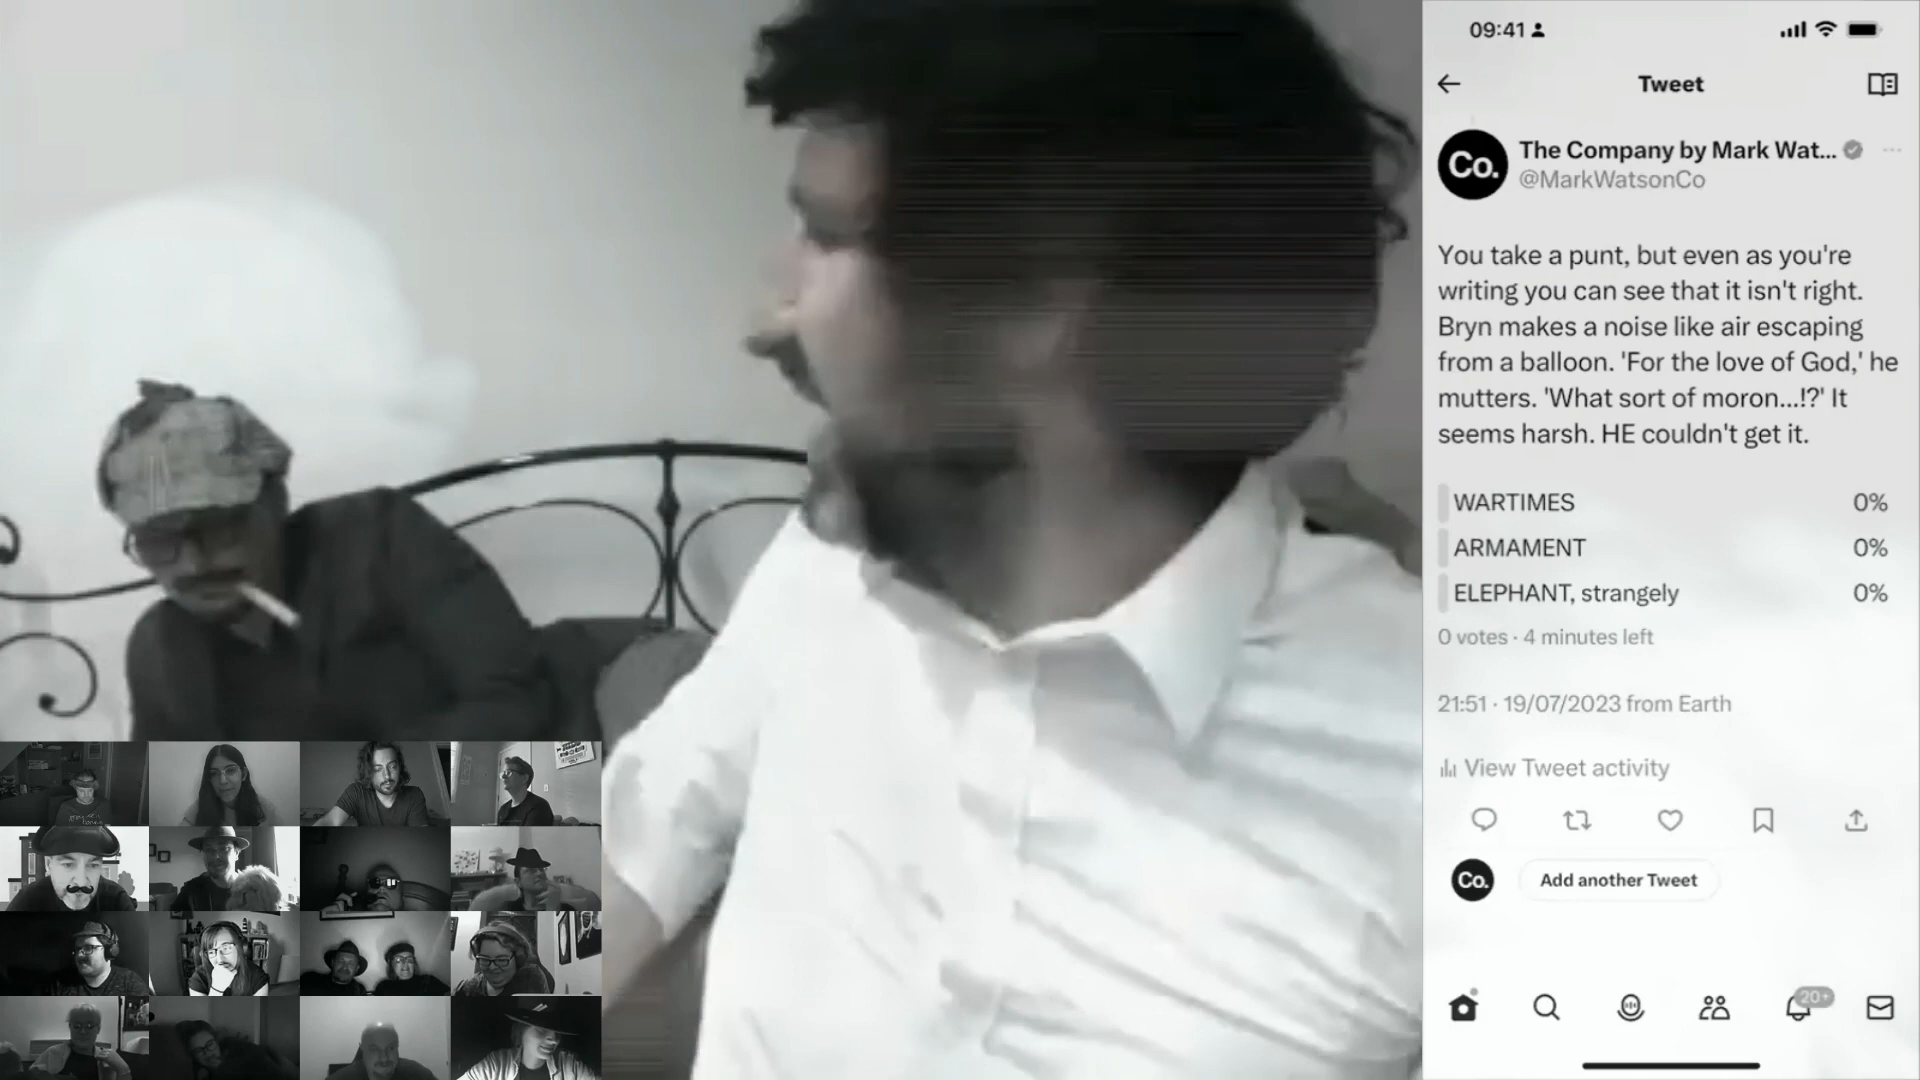 09:41
Tweet
Co.
The Company by Mark Wat...
@MarkWatsonCo
You take a punt, but even as you're
writing you can see that it isn't right.
Bryn makes a noise like air escaping
from a balloon. 'For the love of God,' he
mutters. 'What sort of moron...!?' It
seems harsh. HE couldn't get it.
WARTIMES 0%
ARMAMENT 0%
ELEPHANT, strangely 0%
0 votes · 4 minutes left
21:51 · 19/07/2023 from Earth
View Tweet activity
Co.
Add another Tweet
20+